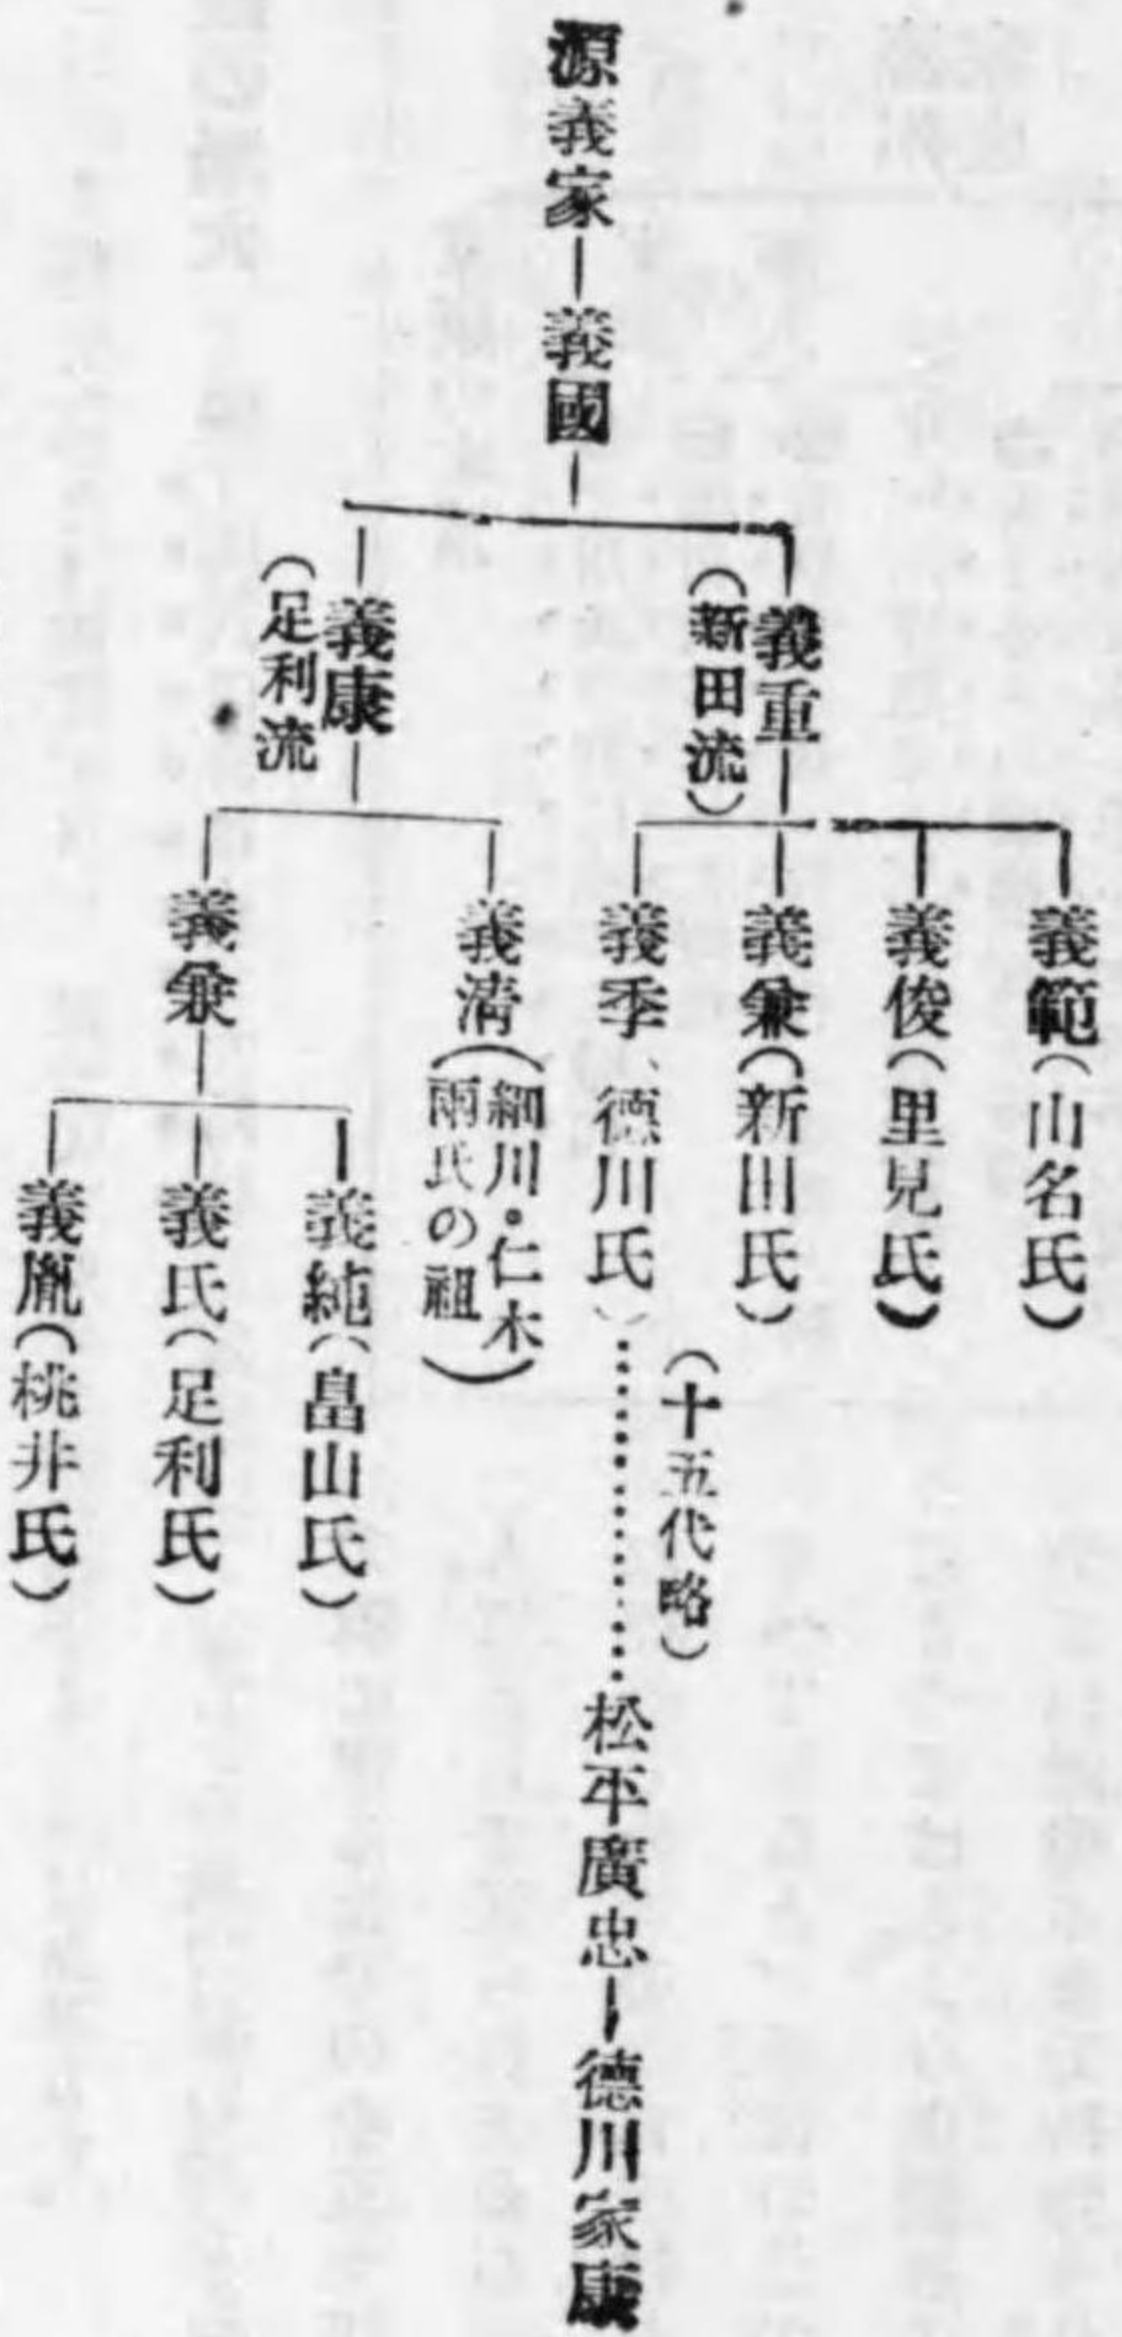 源義家―義國
義重
(新田流)
義範(山名氏)
義俊(里見氏)
義兼(新田氏)
義季、徳川氏)
(十五代略)
松平廣忠―徳川家康
義康
(足利流
義淸(細川・仁木
兩氏の祖)
義兼
義純(畠山氏)
義氏(足利氏)
義胤(桃井氏)